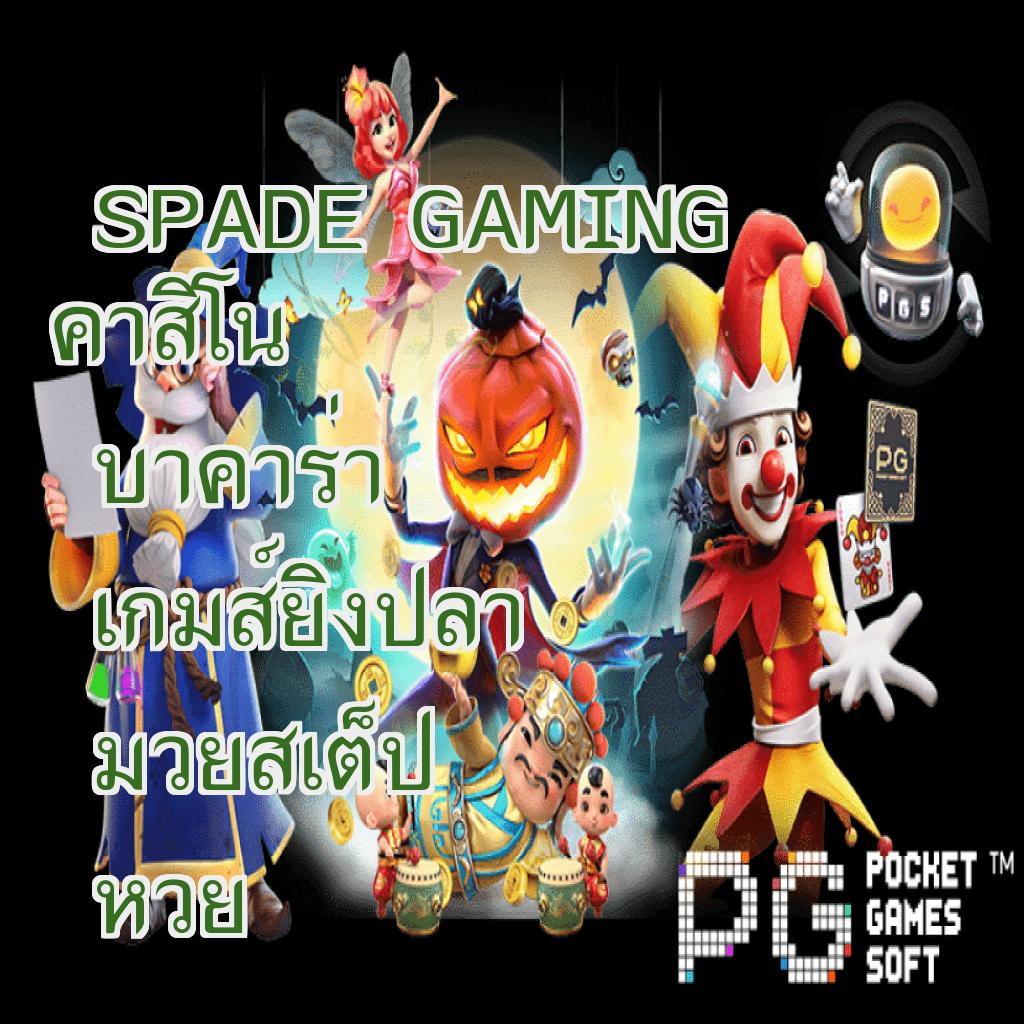 SPADE GAMING
คาสิโน
บาคาร่า
เกมส์ยิงปลา
มวยสเต็ป
หวย
PGS
PG
PG POCKET GAMES SOFT ™